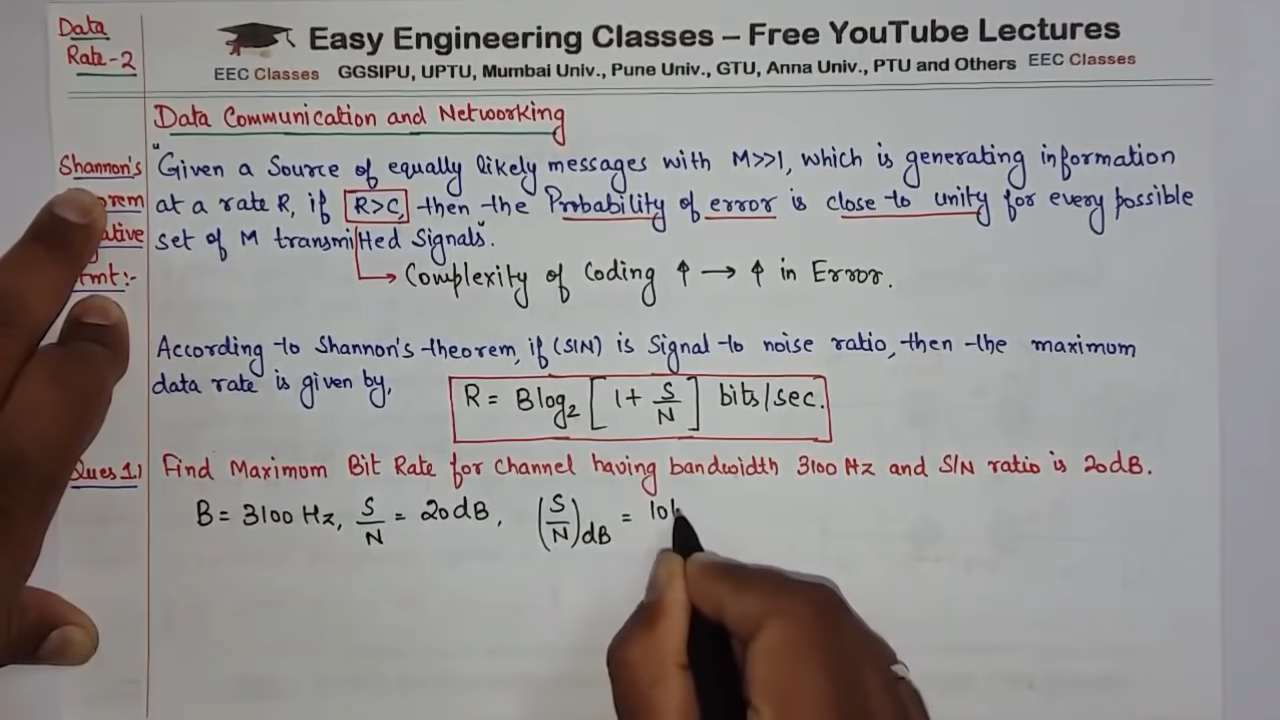 Data
Rate-2
Easy Engineering Classes – Free YouTube Lectures
EEC Classes GGSIPU, UPTU, Mumbai Univ., Pune Univ., GTU, Anna Univ., PTU and Others EEC Classes
Data Communication and Networking
Shannon's
"Given a Source of equally likely messages with M>>1, which is generating information
at a rate R, if R>C, then the Probability of error is close to unity for every possible
set of M transmitted Signals".
→ Complexity of Coding ↑ → ↑ in Error.
According to Shannon's theorem, if (S/N) is Signal to noise ratio, then the maximum
data rate is given by,
R = Blog₂ [1 + S/N] bits/sec.
Ques 1.) Find Maximum Bit Rate for Channel having bandwidth 3100 Hz and S/N ratio is 20dB.
B = 3100 Hz, S/N = 20dB, (S/N)dB = 10